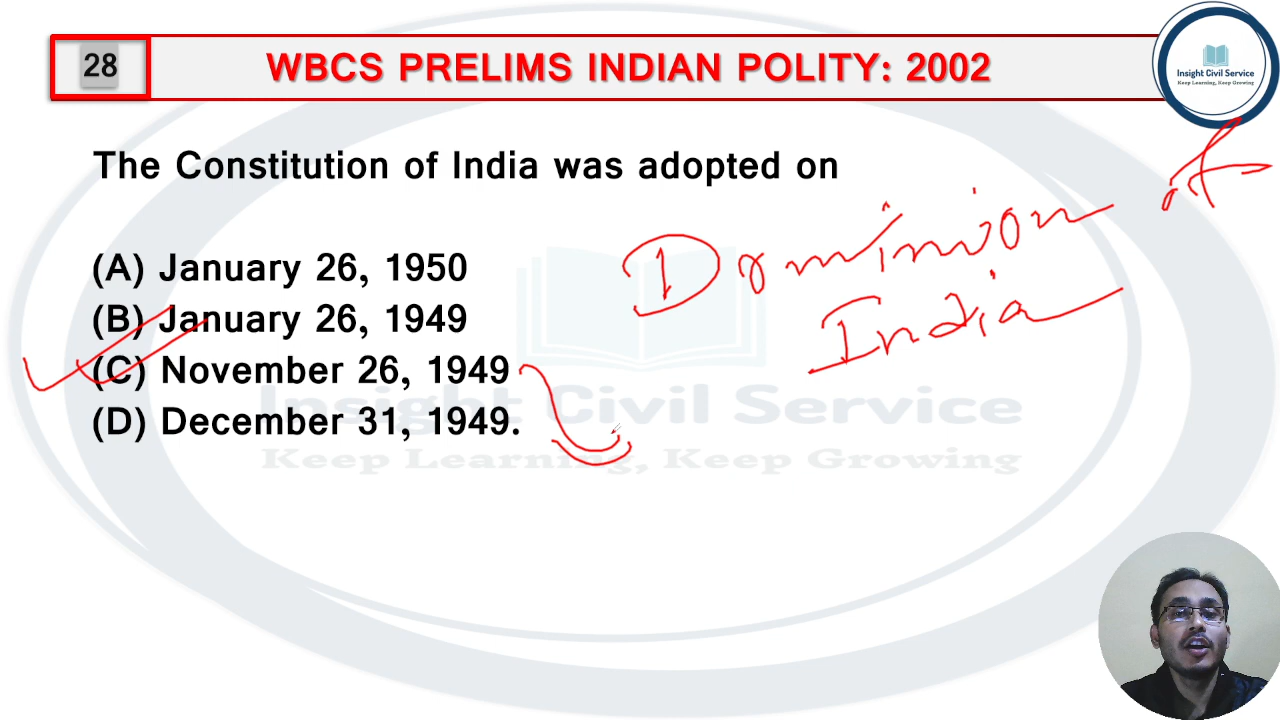 28
WBCS PRELIMS INDIAN POLITY: 2002
Insight Civil Service
Keep Learning, Keep Growing
The Constitution of India was adopted on
(A) January 26, 1950
(B) January 26, 1949
(C) November 26, 1949
(D) December 31, 1949.
Dominion of
India
Insight Civil Service
Keep Learning, Keep Growing